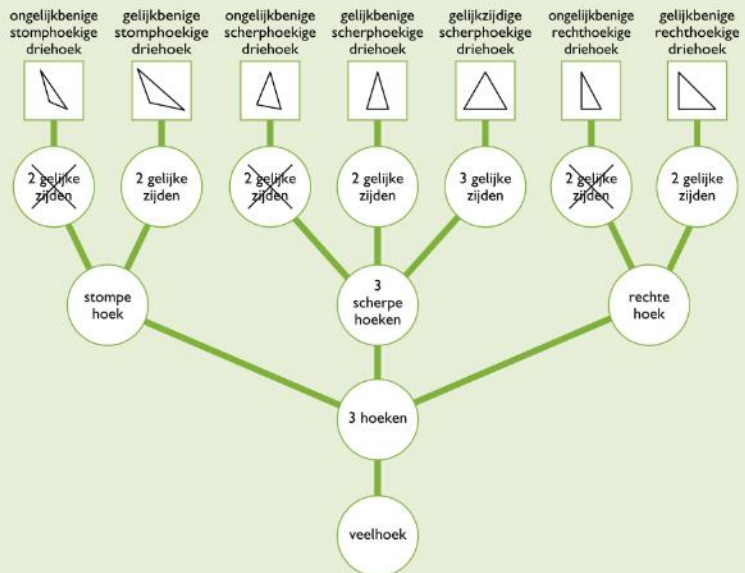 ongelijkbenige
stomphoekige
driehoek
gelijkbenige
stomphoekige
driehoek
ongelijkbenige
scherphoekige
driehoek
gelijkbenige
scherphoekige
driehoek
gelijkzijdige
scherphoekige
driehoek
ongelijkbenige
rechthoekige
driehoek
gelijkbenige
rechthoekige
driehoek
2 gelijke
zijden
2 gelijke
zijden
2 gelijke
zijden
2 gelijke
zijden
3 gelijke
zijden
2 gelijke
zijden
2 gelijke
zijden
stompe
hoek
3
scherpe
hoeken
rechte
hoek
3 hoeken
veelhoek